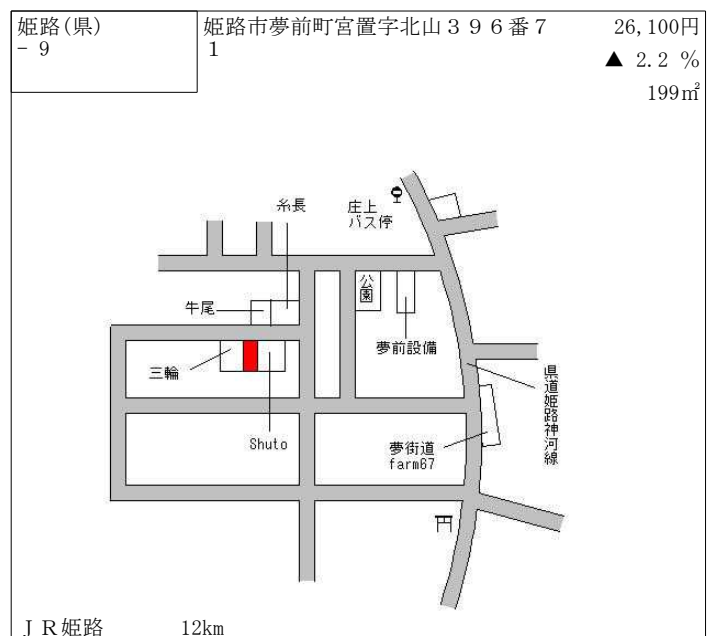 姫路(県)
- 9
姫路市夢前町宮置字北山３９６番７
１
26,100円
▲ 2.2 %
199㎡
糸長
庄上
バス停
公園
牛尾
夢前設備
三輪
県道姫路神河線
Shuto
夢街道
farm67
ＪＲ姫路 12km